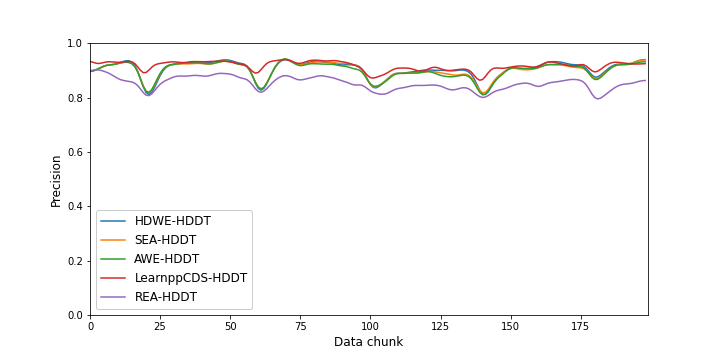 1.0
0.8
0.6
0.4
0.2
0.0
Precision
HDWE-HDDT
SEA-HDDT
AWE-HDDT
LearnppCDS-HDDT
REA-HDDT
0 25 50 75 100 125 150 175
Data chunk